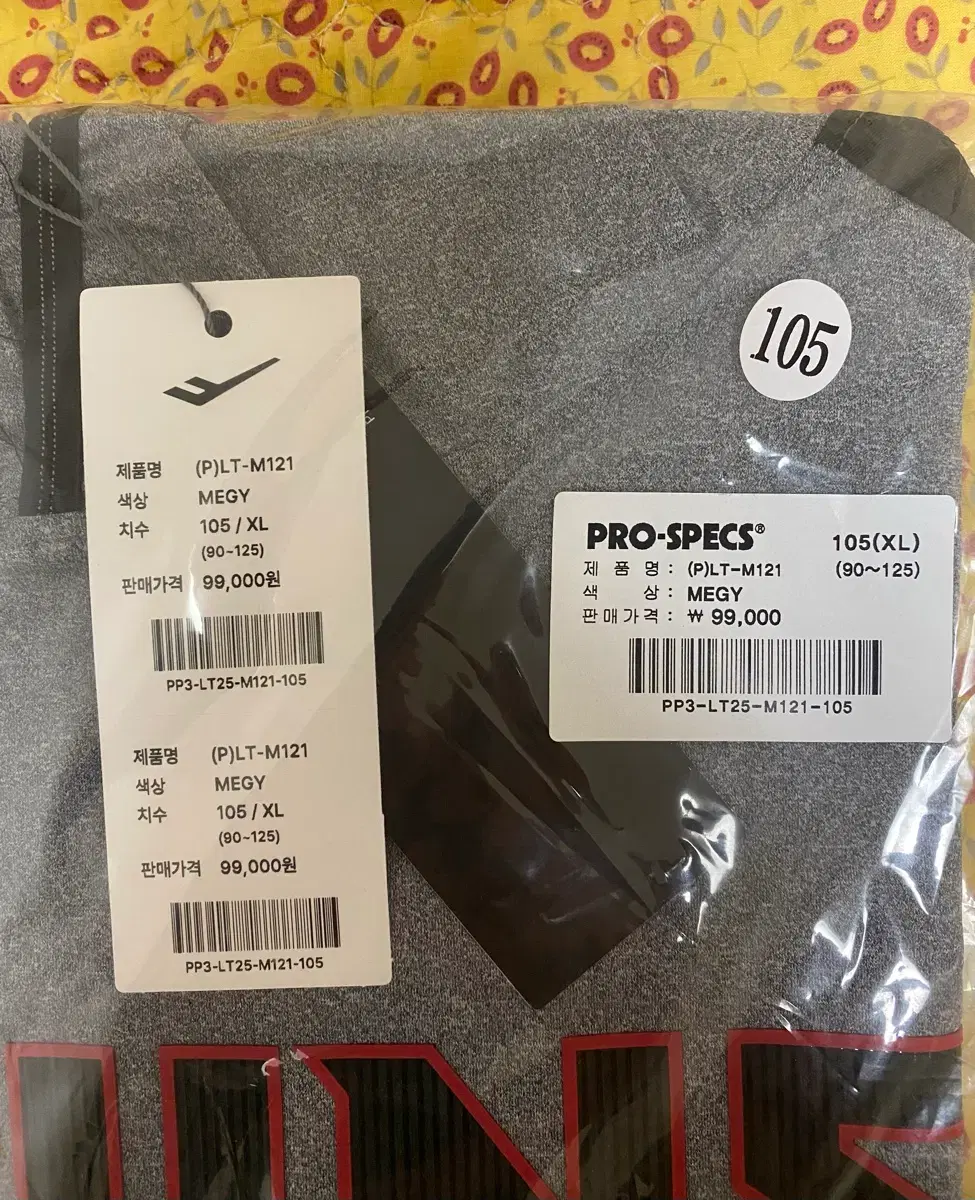 제품명 (P)LT-M121
색상 MEGY
치수 105 / XL
(90~125)
판매가격 99,000원
PP3-LT25-M121-105
제품명 (P)LT-M121
색상 MEGY
치수 105 / XL
(90~125)
판매가격 99,000원
PP3-LT25-M121-105
105
PRO-SPECS® 105(XL)
제 품 명 : (P)LT-M121 (90~125)
색 상 : MEGY
판매가격 : ₩ 99,000
PP3-LT25-M121-105